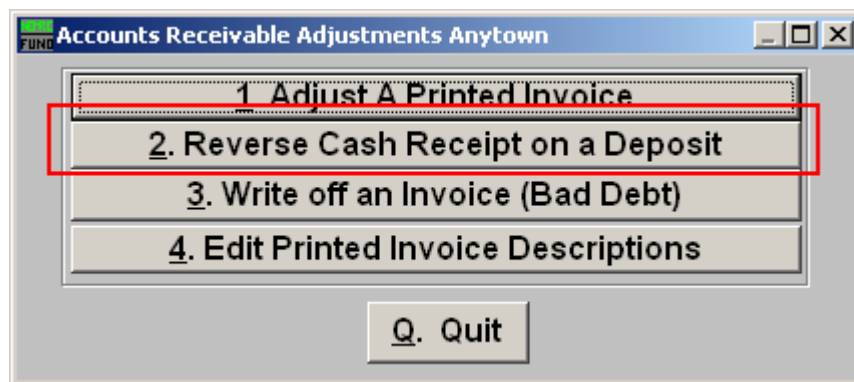 NEMRC
FUND
Accounts Receivable Adjustments Anytown
1 Adjust A Printed Invoice
2. Reverse Cash Receipt on a Deposit
3. Write off an Invoice (Bad Debt)
4. Edit Printed Invoice Descriptions
Q. Quit